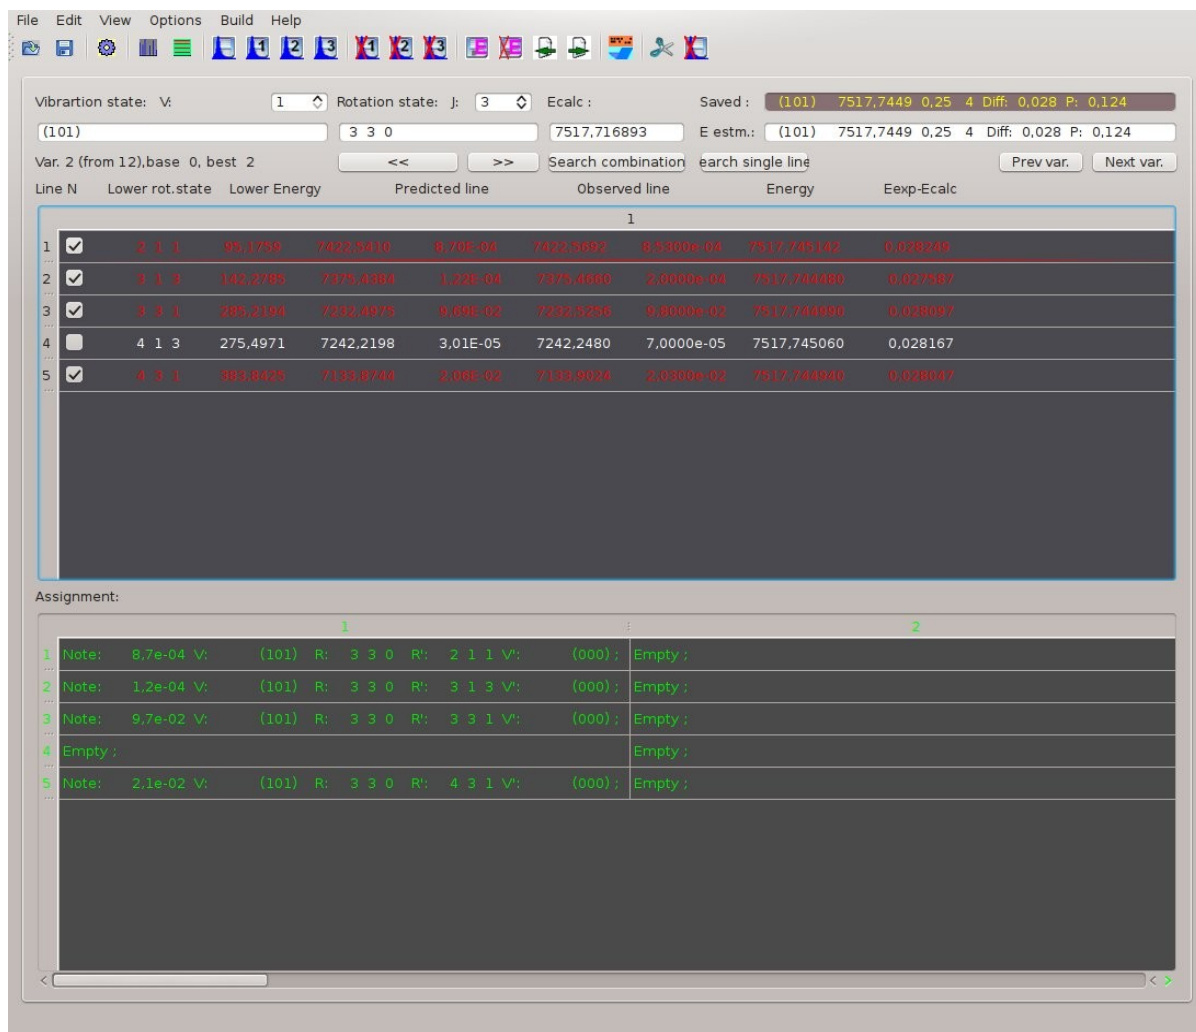 File Edit View Options Build Help
1 2 3 1 2 3
Vibrartion state: V: 1 Rotation state: J: 3 Ecalc : Saved : (101) 7517,7449 0,25 4 Diff: 0,028 P: 0,124
(101) 3 3 0 7517,716893 E estm.: (101) 7517,7449 0,25 4 Diff: 0,028 P: 0,124
Var. 2 (from 12),base 0, best 2 << >> Search combination earch single line Prev var. Next var.
Line N Lower rot.state Lower Energy Predicted line Observed line Energy Eexp-Ecalc
1
1 2 1 1 95,1759 7422,5410 8,70E-04 7422,5692 8,5300e-04 7517,745142 0,028249
2 3 1 3 142,2785 7375,4384 1,22E-04 7375,4660 2,0000e-04 7517,744480 0,027587
3 3 3 1 285,2194 7232,4975 9,69E-02 7232,5256 9,8000e-02 7517,744990 0,028097
4 4 1 3 275,4971 7242,2198 3,01E-05 7242,2480 7,0000e-05 7517,745060 0,028167
5 4 3 1 383,8425 7133,8744 2,06E-02 7133,9024 2,0300e-02 7517,744940 0,028047
Assignment:
1 2
1 Note: 8,7e-04 V: (101) R: 3 3 0 R': 2 1 1 V': (000) ; Empty ;
2 Note: 1,2e-04 V: (101) R: 3 3 0 R': 3 1 3 V': (000) ; Empty ;
3 Note: 9,7e-02 V: (101) R: 3 3 0 R': 3 3 1 V': (000) ; Empty ;
4 Empty ; Empty ;
5 Note: 2,1e-02 V: (101) R: 3 3 0 R': 4 3 1 V': (000) ; Empty ;